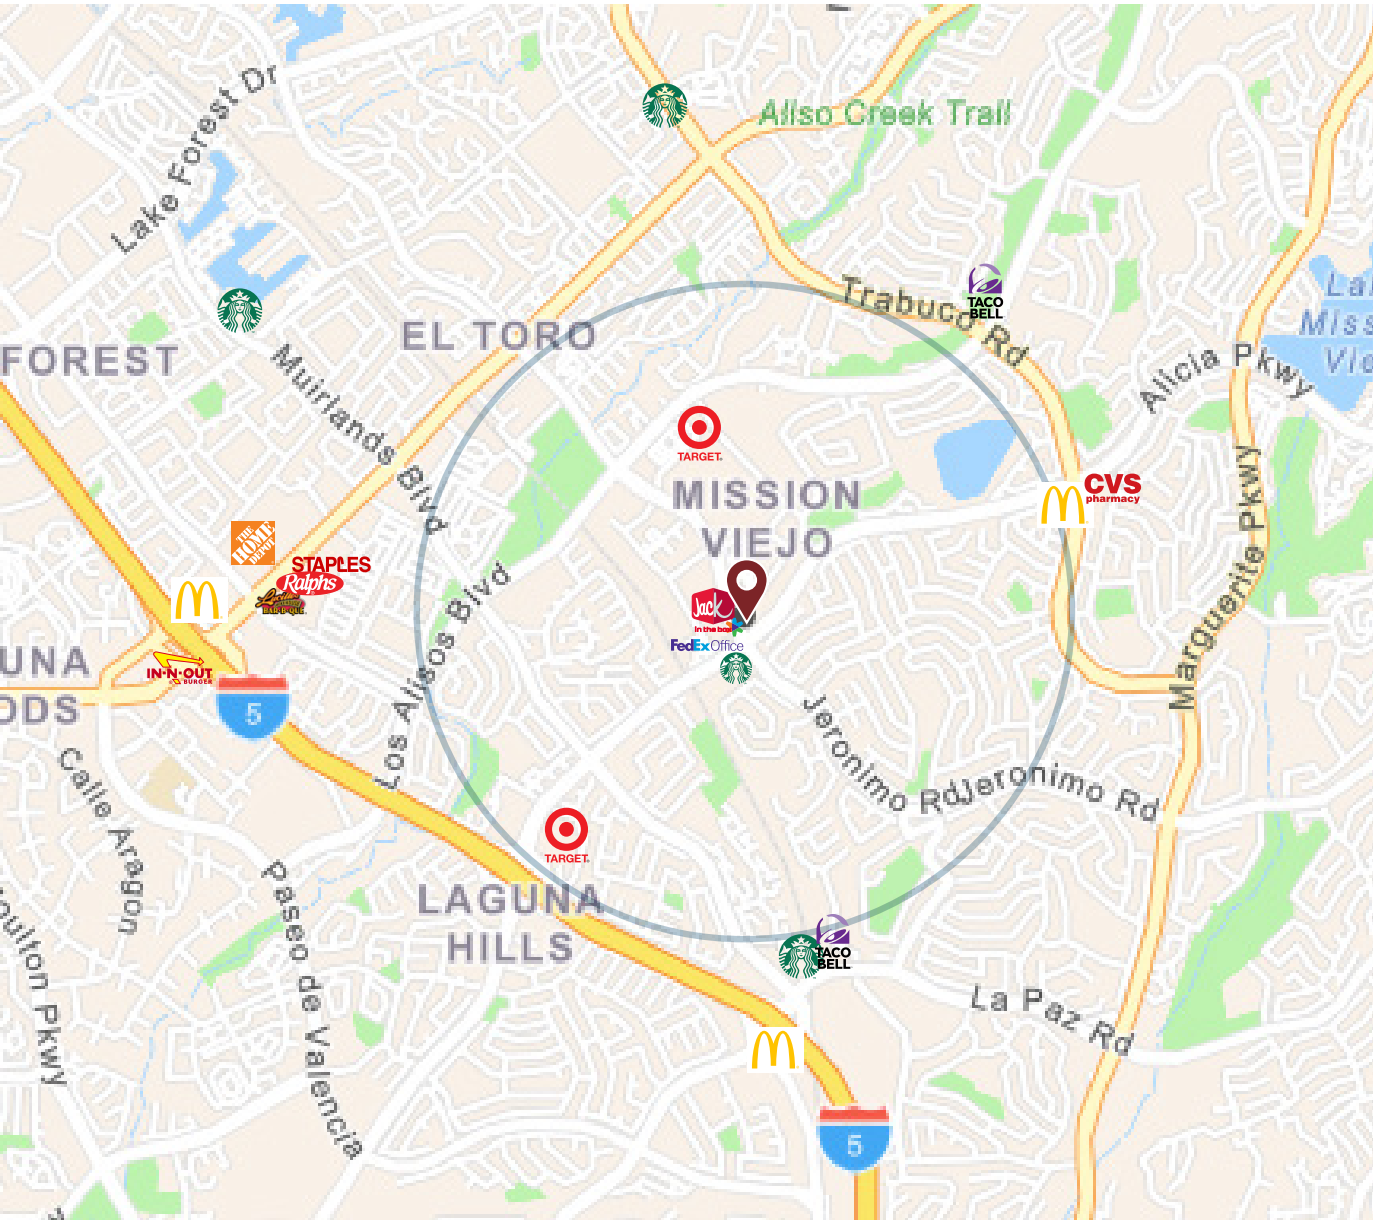 Lake Forest Dr
Aliso Creek Trail
TACO
BELL
Trabuco Rd
EL TORO
FOREST
Muirlands Blvd
Alicia Pkwy
TARGET
MISSION
VIEJO
CVS
pharmacy
THE
HOME
DEPOT
STAPLES
Ralphs
BAR-B-QUE
Los Alisos Blvd
Jack
in the box
FedEx Office
Marguerite Pkwy
UNA
ODS
IN-N-OUT
BURGER
5
Calle Aragon
Jeronimo Rd
Jeronimo Rd
TARGET
LAGUNA
HILLS
Paseo de Valencia
oulton Pkwy
TACO
BELL
La Paz Rd
5